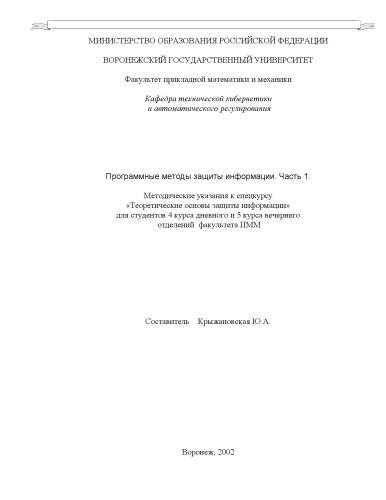 МИНИСТЕРСТВО ОБРАЗОВАНИЯ РОССИЙСКОЙ ФЕДЕРАЦИИ
ВОРОНЕЖСКИЙ ГОСУДАРСТВЕННЫЙ УНИВЕРСИТЕТ
Факультет прикладной математики и механики
Кафедра технической кибернетики
и автоматического регулирования
Программные методы защиты информации. Часть 1.
Методические указания к спецкурсу
«Теоретические основы защиты информации»
для студентов 4 курса дневного и 5 курса вечернего
отделений факультета ПММ
Составитель Крыжановская Ю.А.
Воронеж, 2002